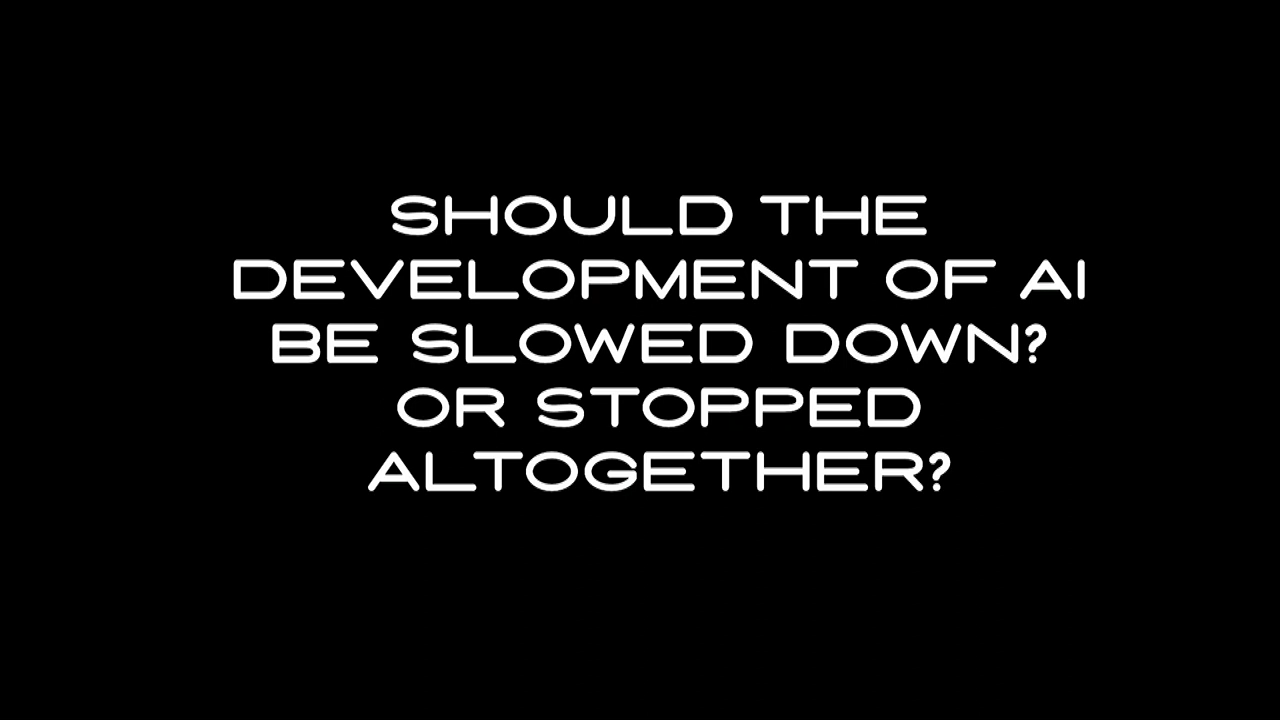 SHOULD THE
DEVELOPMENT OF AI
BE SLOWED DOWN?
OR STOPPED
ALTOGETHER?